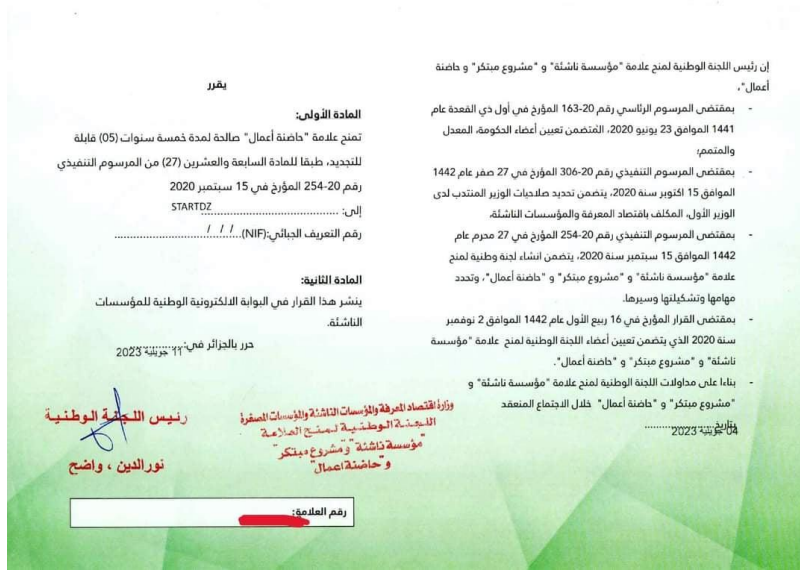 إن رئيس اللجنة الوطنية لمنح علامة "مؤسسة ناشئة" و "مشروع مبتكر" و حاضنة
أعمال"،
- بمقتضى المرسوم الرئاسي رقم 20-163 المؤرخ في أول ذي القعدة عام
1441 الموافق 23 يونيو 2020، المُتضمن تعيين أعضاء الحكومة، المعدل
والمتمم؛
- بمقتضى المرسوم التنفيذي رقم 20-306 المؤرخ في 27 صفر عام 1442
الموافق 15 اكتوبر سنة 2020، يتضمن تحديد صلاحيات الوزير المنتدب لدى
الوزير الأول، المكلف باقتصاد المعرفة والمؤسسات الناشئة،
- بمقتضى المرسوم التنفيذي رقم 20-254 المؤرخ في 27 محرم عام
1442 الموافق 15 سبتمبر سنة 2020، يتضمن انشاء لجنة وطنية لمنح
علامة "مؤسسة ناشئة" و "مشروع مبتكر" و "حاضنة أعمال"، وتحدد
مهامها وتشكيلتها وسيرها.
- بمقتضى القرار المؤرخ في 16 ربيع الأول عام 1442 الموافق 2 نوفمبر
سنة 2020 الذي يتضمن تعيين أعضاء اللجنة الوطنية لمنح علامة "مؤسسة
ناشئة" و "مشروع مبتكر" و "حاضنة أعمال".
- بناءا على مداولات اللجنة الوطنية لمنح علامة "مؤسسة ناشئة" و
"مشروع مبتكر" و "حاضنة أعمال" خلال الاجتماع المنعقد
بتاريخ..................
04 جويلية 2023
يقرر
المادة الأولى:
تمنح علامة "حاضنة أعمال" صالحة لمدة خمسة سنوات (05) قابلة
للتجديد، طبقا للمادة السابعة والعشرين (27) من المرسوم التنفيذي
رقم 20-254 المؤرخ في 15 سبتمبر 2020
إلى: STARTDZ
رقم التعريف الجبائي:(NIF)........./ / /.........
المادة الثانية:
ينشر هذا القرار في البوابة الالكترونية الوطنية للمؤسسات
الناشئة.
حرر بالجزائر في:..................
11 جويلية 2023
وزارة اقتصاد المعرفة والمؤسسات الناشئة والمؤسسات المصغرة
اللجنة الوطنية لمنح العلامة
"مؤسسة ناشئة" و"مشروع مبتكر"
و"حاضنة اعمال"
رئيس اللجنة الوطنية
نورالدين ، واضح
رقم العلامة: